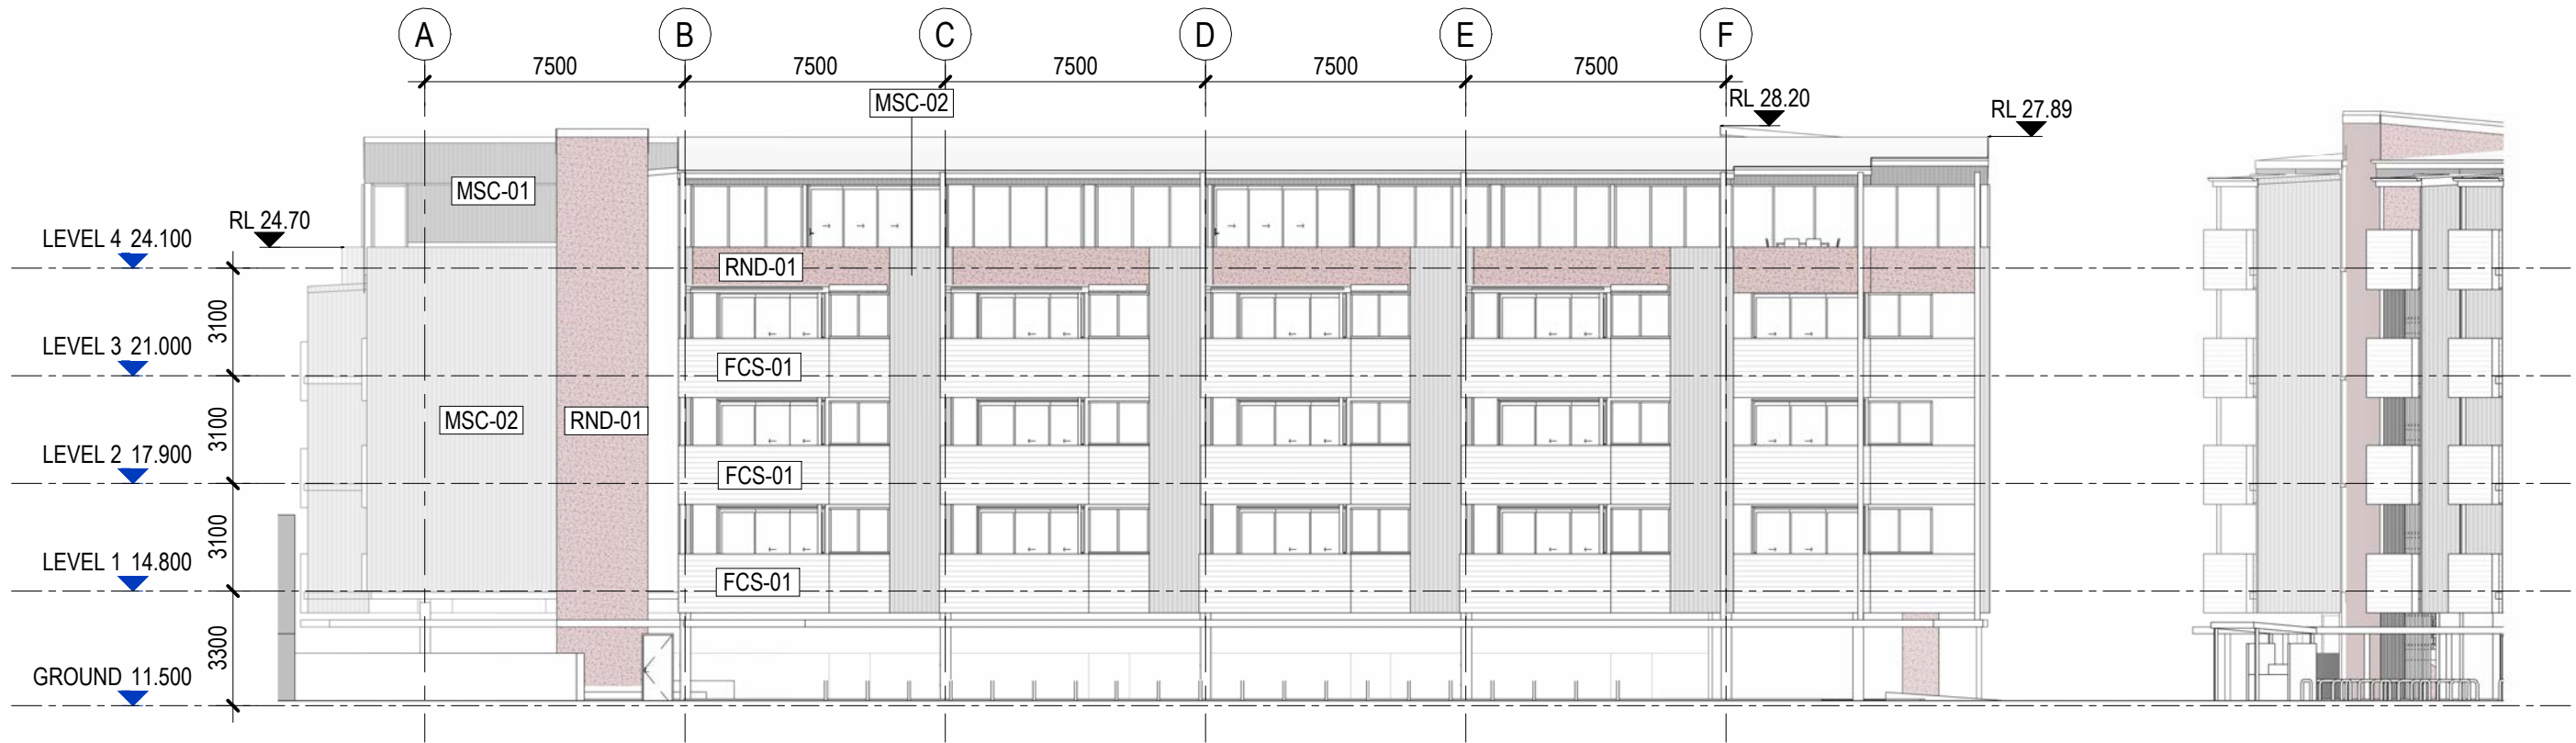 A B C D E F
7500 7500 7500 7500 7500
MSC-02
RL 28.20
RL 27.89
MSC-01
RL 24.70
LEVEL 4 24.100
RND-01
3100
LEVEL 3 21.000
FCS-01
3100
MSC-02 RND-01
LEVEL 2 17.900
FCS-01
3100
LEVEL 1 14.800
FCS-01
3300
GROUND 11.500